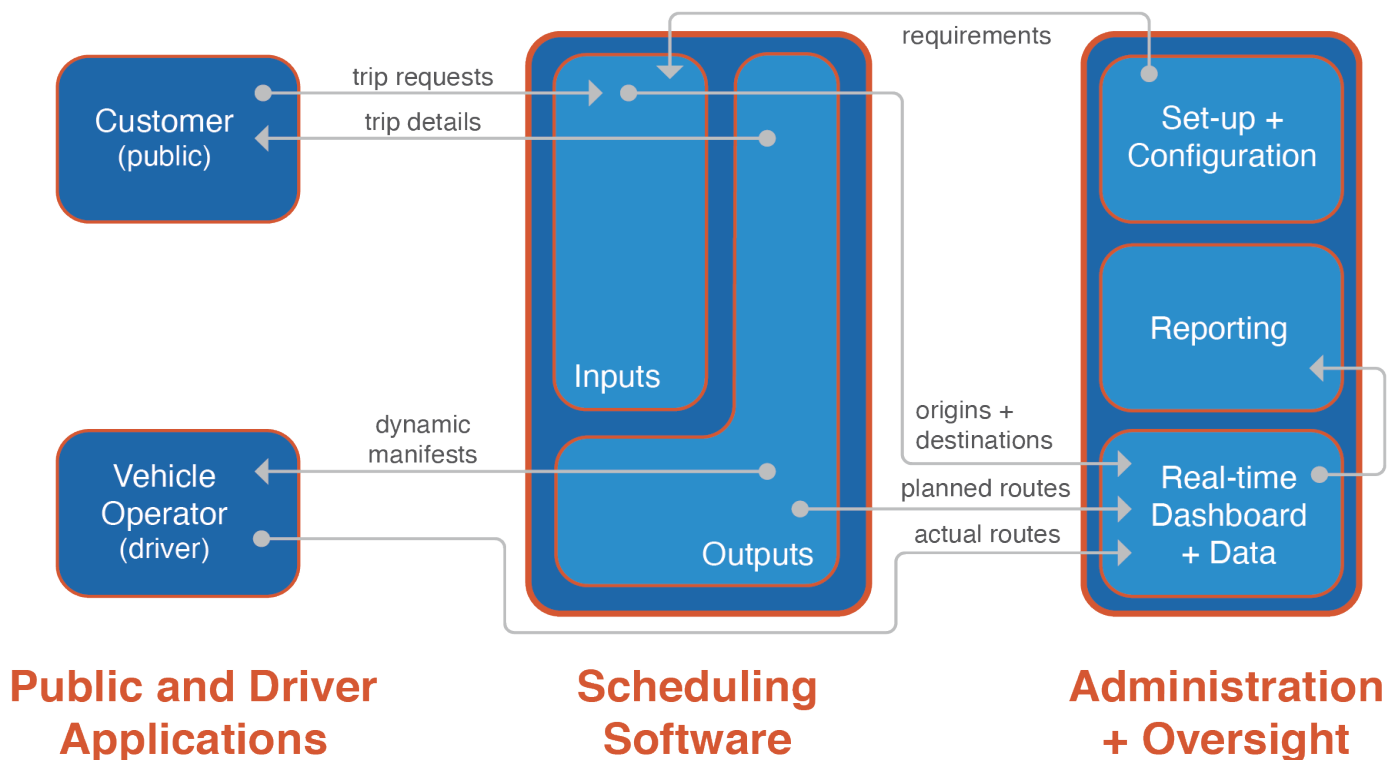 requirements
trip requests
trip details
Customer
(public)
Set-up +
Configuration
Reporting
Inputs
origins +
destinations
dynamic
manifests
Vehicle
Operator
(driver)
planned routes
actual routes
Real-time
Dashboard
+ Data
Outputs
Public and Driver
Applications
Scheduling
Software
Administration
+ Oversight